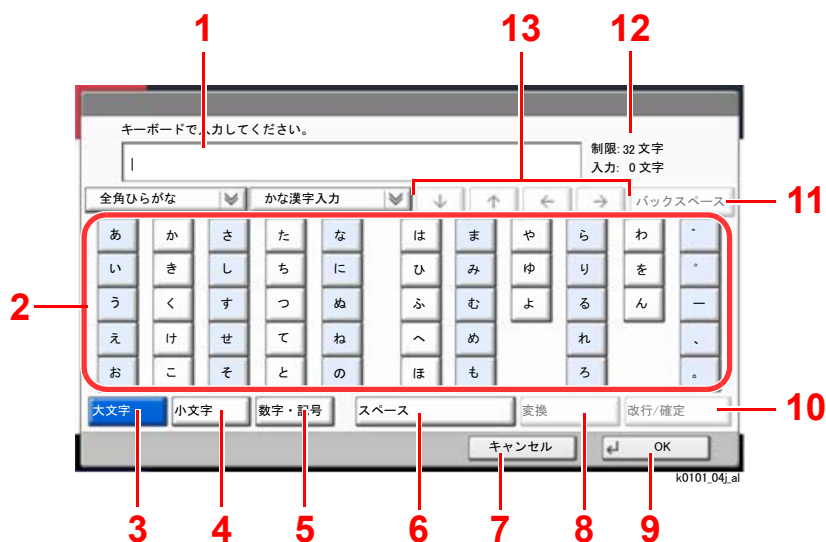 1
13
12
キーボードで入力してください。
制限: 32 文字
入力: 0 文字
全角ひらがな
かな漢字入力
↓ ↑ ← →
バックスペース
11
あ か さ た な は ま や ら わ ゛
い き し ち に ひ み ゆ り を ゜
2
う く す つ ぬ ふ む よ る ん ー
え け せ て ね へ め れ 、
お こ そ と の ほ も ろ 。
大文字
小文字
数字・記号
スペース
変換
改行/確定
10
キャンセル
OK
k0101_04j_al
3
4
5
6
7
8
9